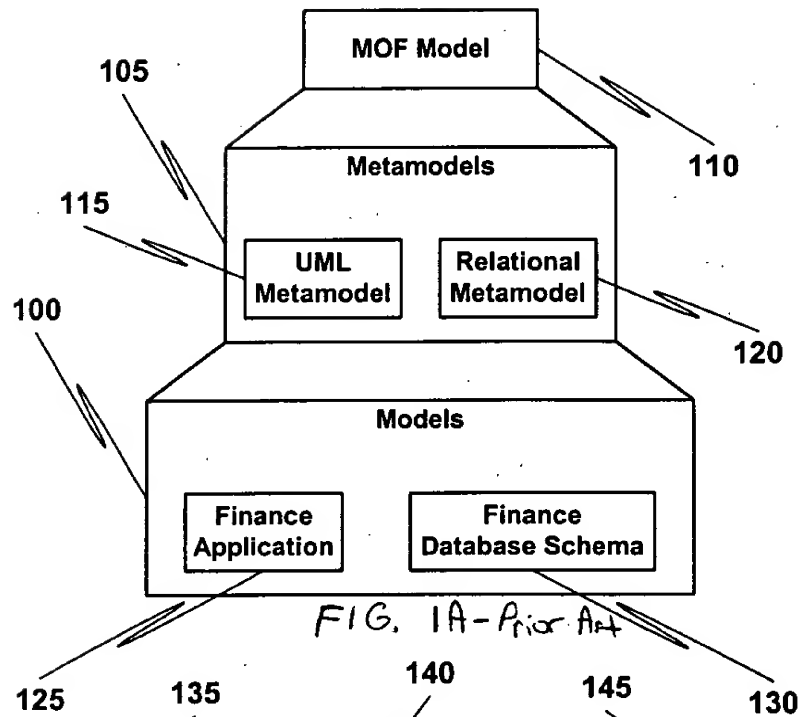 MOF Model
105
110
Metamodels
115
UML
Metamodel
Relational
Metamodel
100
120
Models
Finance
Application
Finance
Database Schema
FIG. 1A - Prior Art
125
135
140
145
130